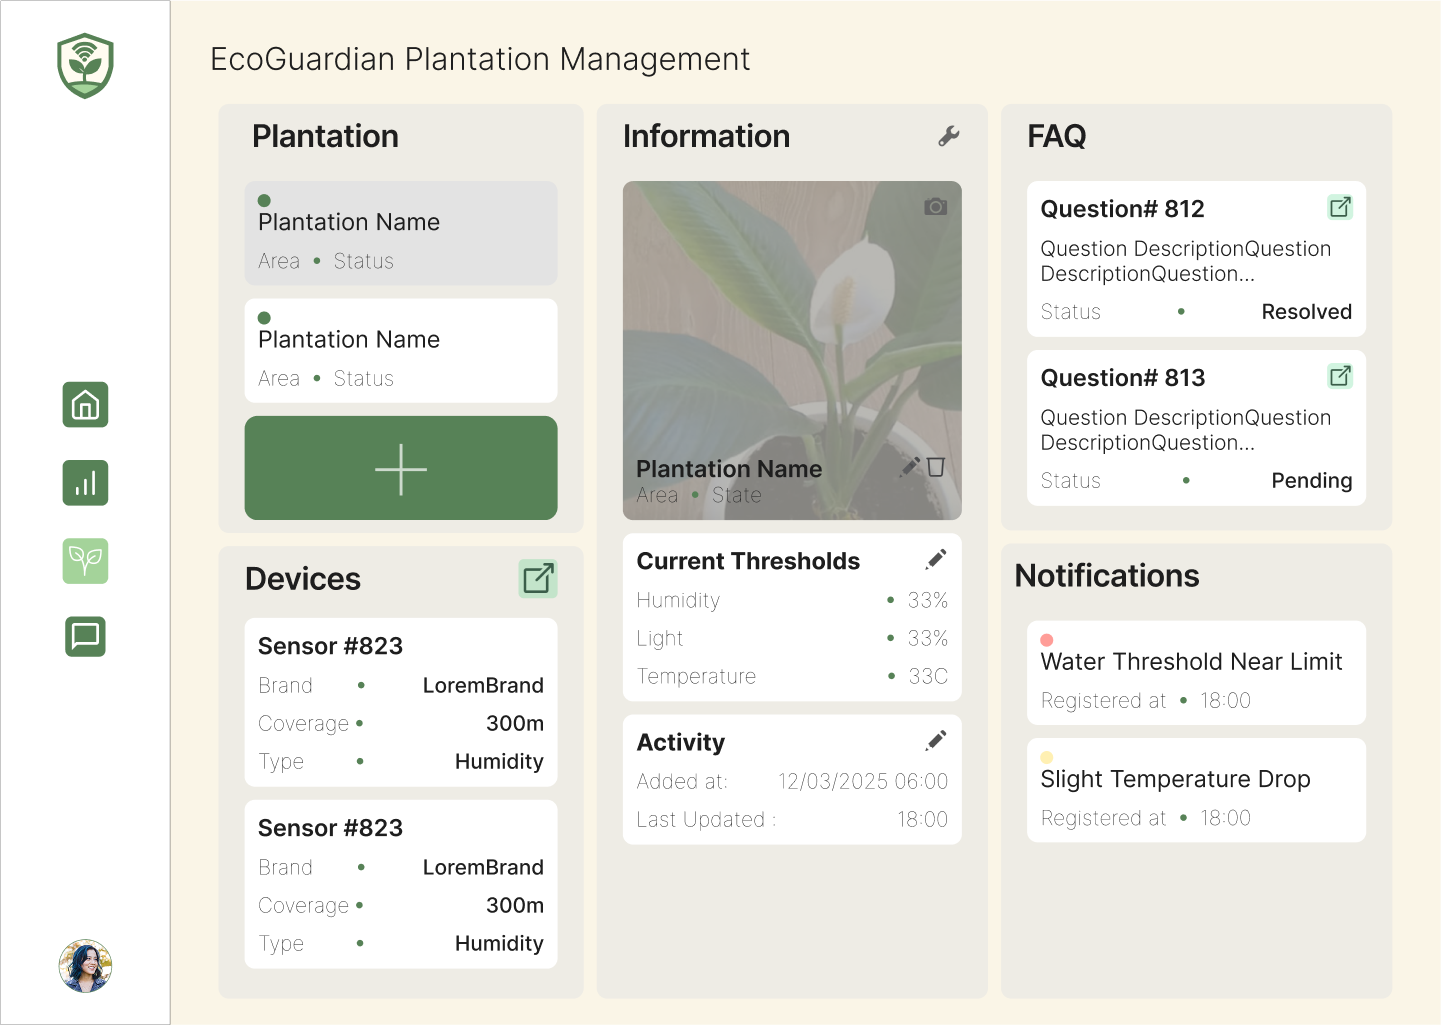 EcoGuardian Plantation Management
Plantation
Plantation Name
Area • Status
Plantation Name
Area • Status
Devices
Sensor #823
Brand • LoremBrand
Coverage • 300m
Type • Humidity
Sensor #823
Brand • LoremBrand
Coverage • 300m
Type • Humidity
Information
Plantation Name
Area • State
Current Thresholds
Humidity • 33%
Light • 33%
Temperature • 33C
Activity
Added at: 12/03/2025 06:00
Last Updated : 18:00
FAQ
Question# 812
Question DescriptionQuestion
DescriptionQuestion...
Status • Resolved
Question# 813
Question DescriptionQuestion
DescriptionQuestion...
Status • Pending
Notifications
Water Threshold Near Limit
Registered at • 18:00
Slight Temperature Drop
Registered at • 18:00